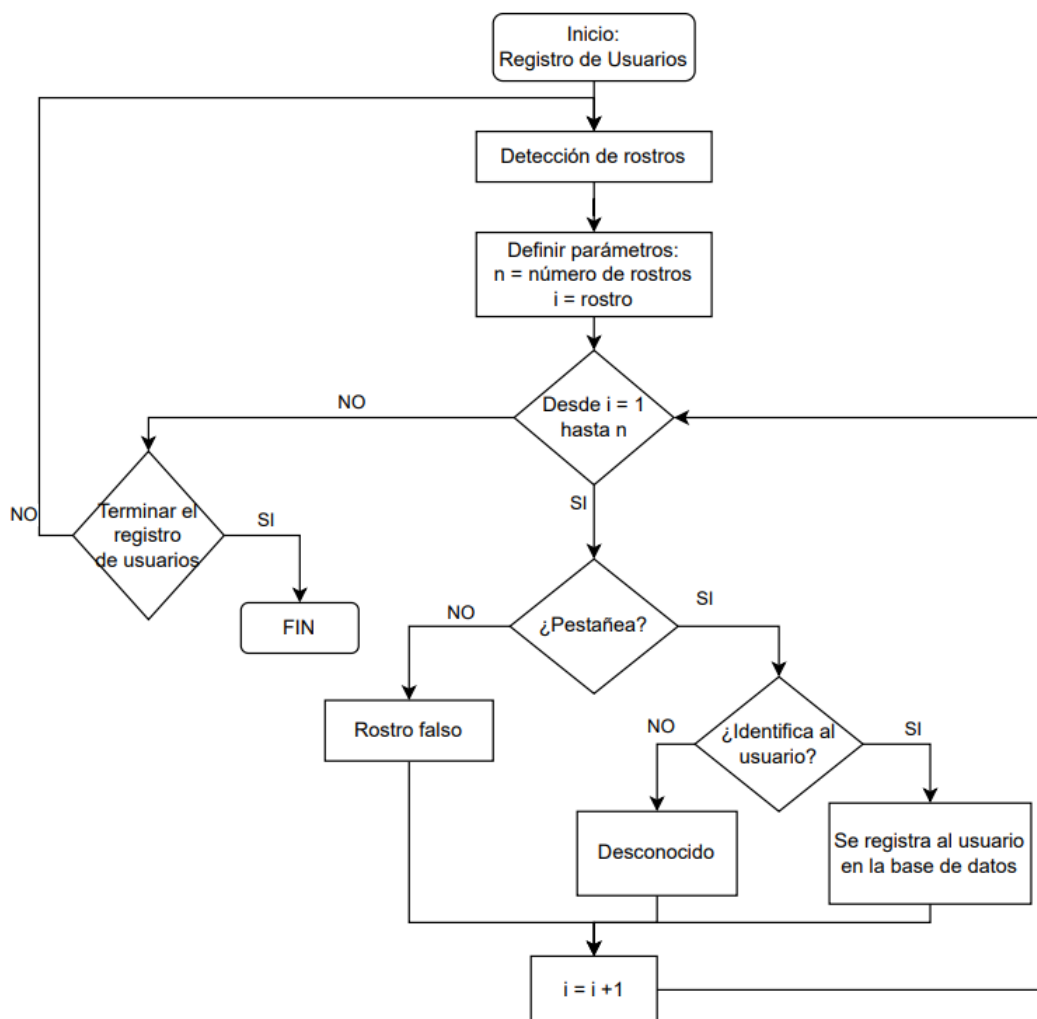 Inicio:
Registro de Usuarios
Detección de rostros
Definir parámetros:
n = número de rostros
i = rostro
Desde i = 1
hasta n
NO
SI
Terminar el
registro
de usuarios
NO
SI
FIN
¿Pestañea?
NO
SI
Rostro falso
¿Identifica al
usuario?
NO
SI
Desconocido
Se registra al usuario
en la base de datos
i = i +1